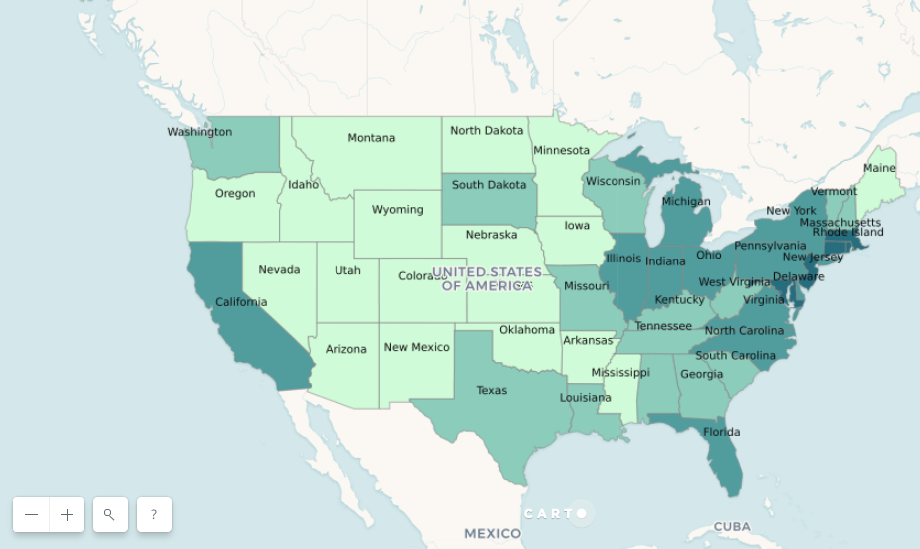 Washington
Montana
North Dakota
Minnesota
Oregon
Idaho
South Dakota
Wisconsin
Michigan
Maine
Vermont
Wyoming
New York
Massachusetts
Rhode Island
Nebraska
Iowa
Pennsylvania
New Jersey
Nevada
Utah
Colorado
UNITED STATES
OF AMERICA
Illinois
Indiana
Ohio
West Virginia
Delaware
California
Missouri
Kentucky
Virginia
Oklahoma
Tennessee
North Carolina
Arizona
New Mexico
Arkansas
South Carolina
Mississippi
Georgia
Texas
Louisiana
Florida
?
CARTO
MEXICO
CUBA